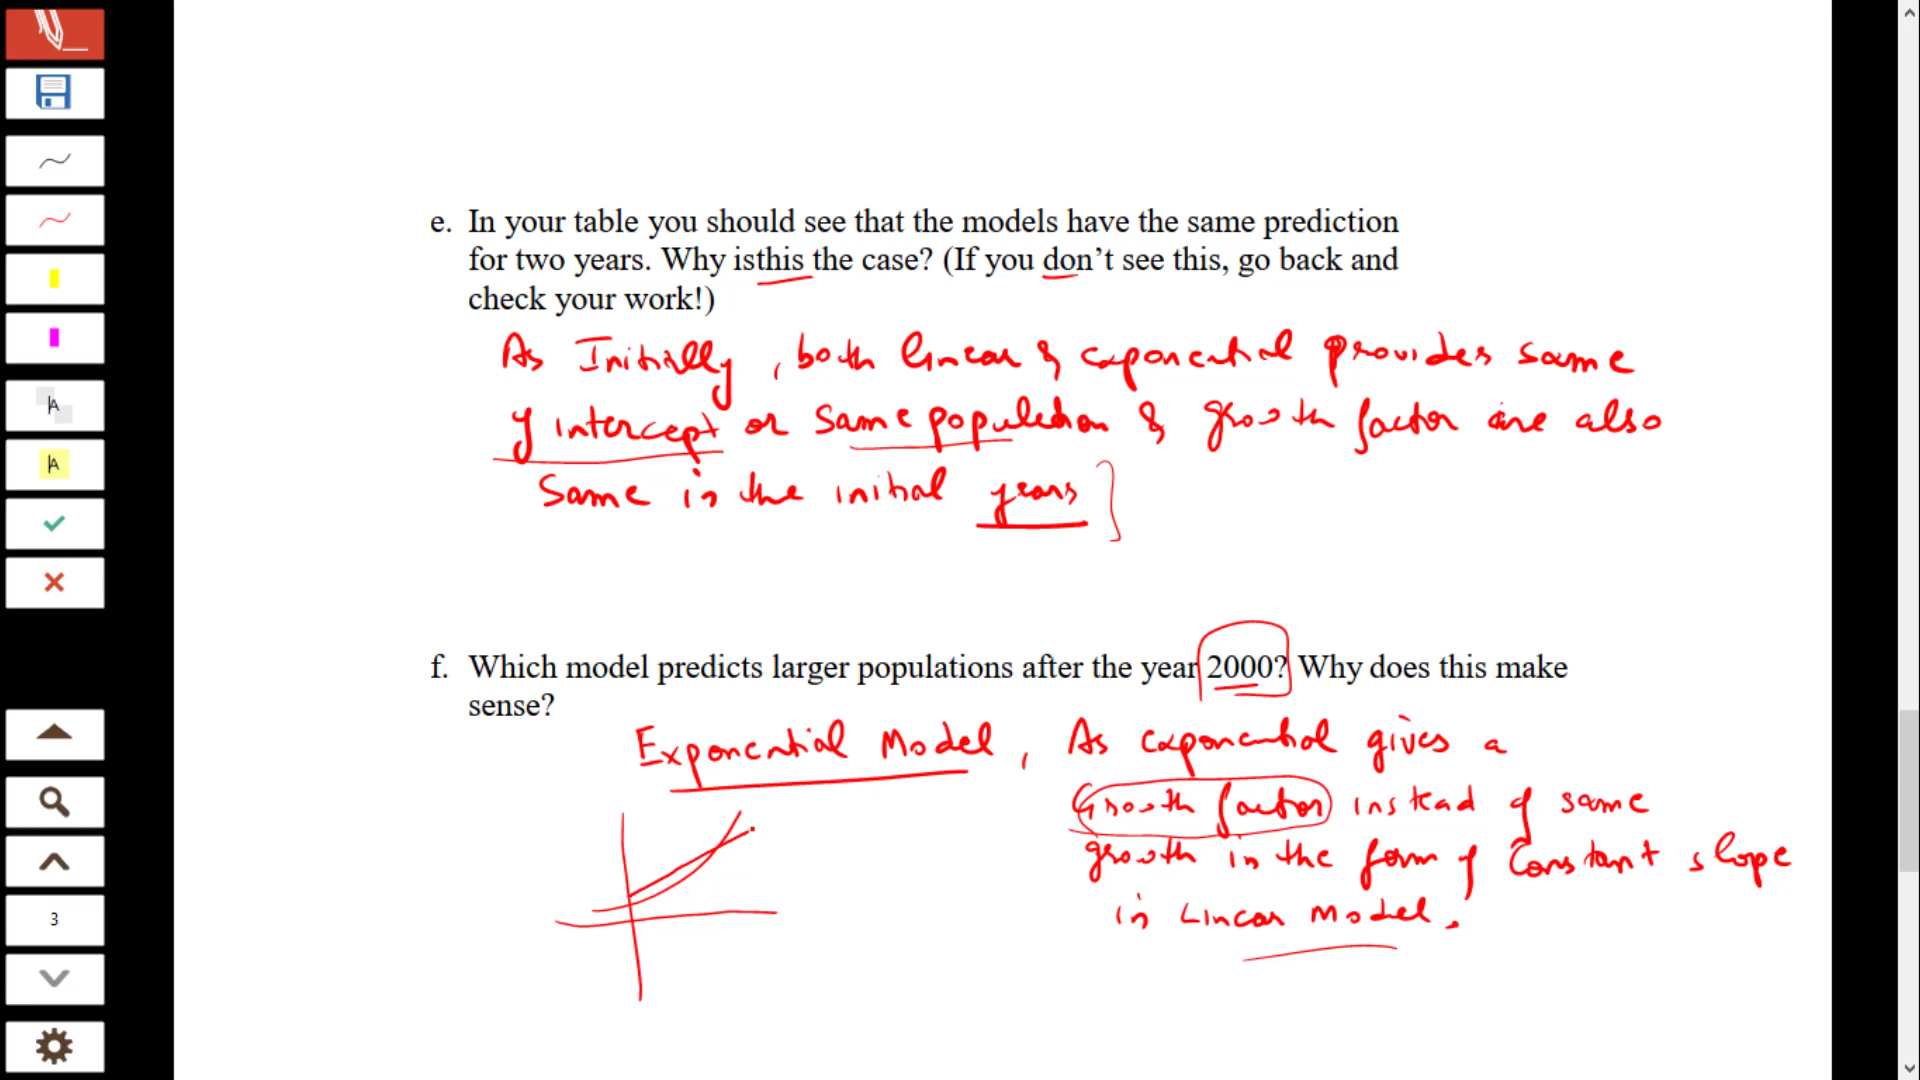 e. In your table you should see that the models have the same prediction
for two years. Why isthis the case? (If you don’t see this, go back and
check your work!)
As Initially, both linear & exponential provides same
y intercept or same population & growth factor are also
same in the initial years
f. Which model predicts larger populations after the year 2000? Why does this make
sense?
Exponential Model, As exponential gives a
Growth factor instead of same
growth in the form of constant slope
in Linear Model.
A
A
3